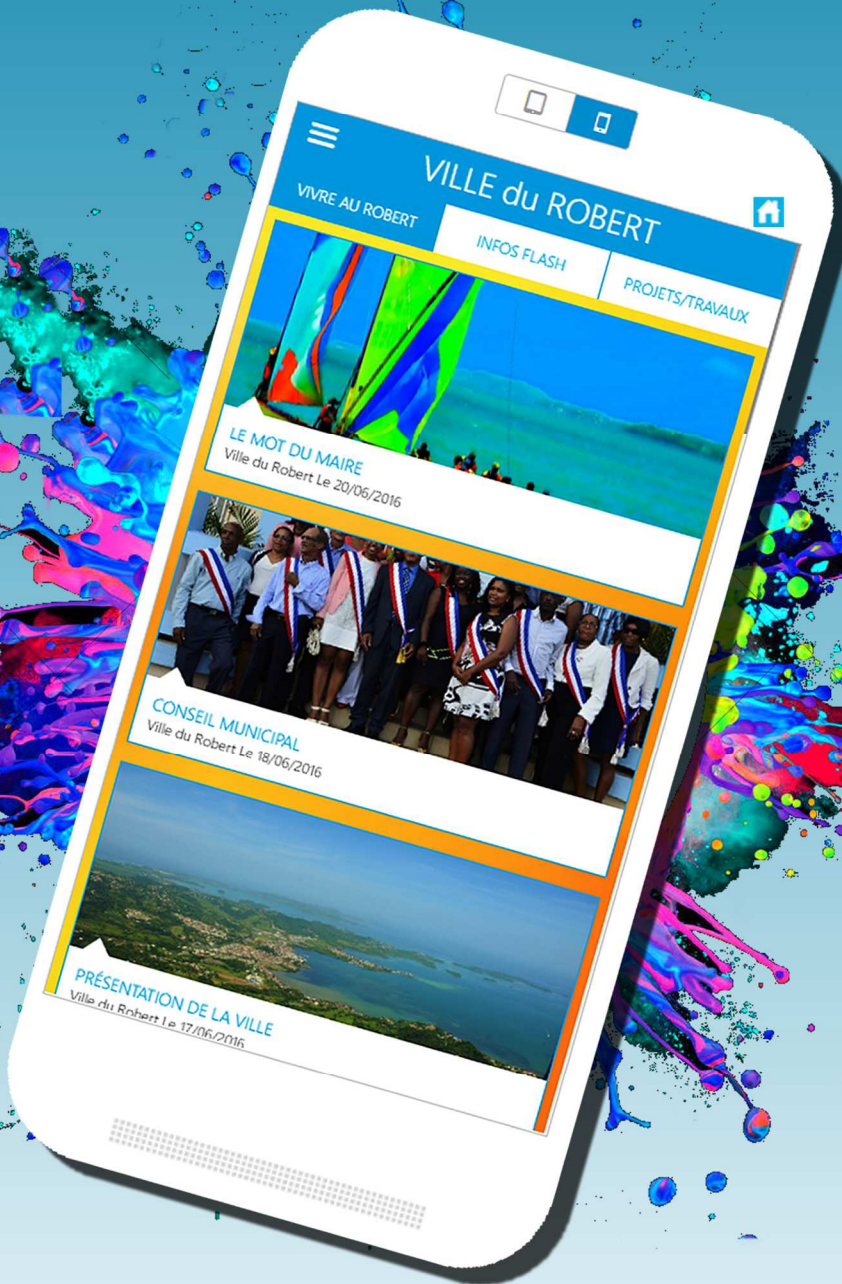 VILLE du ROBERT
VIVRE AU ROBERT
INFOS FLASH
PROJETS/TRAVAUX
LE MOT DU MAIRE
Ville du Robert Le 20/06/2016
CONSEIL MUNICIPAL
Ville du Robert Le 18/06/2016
PRÉSENTATION DE LA VILLE
Ville du Robert Le 17/06/2016